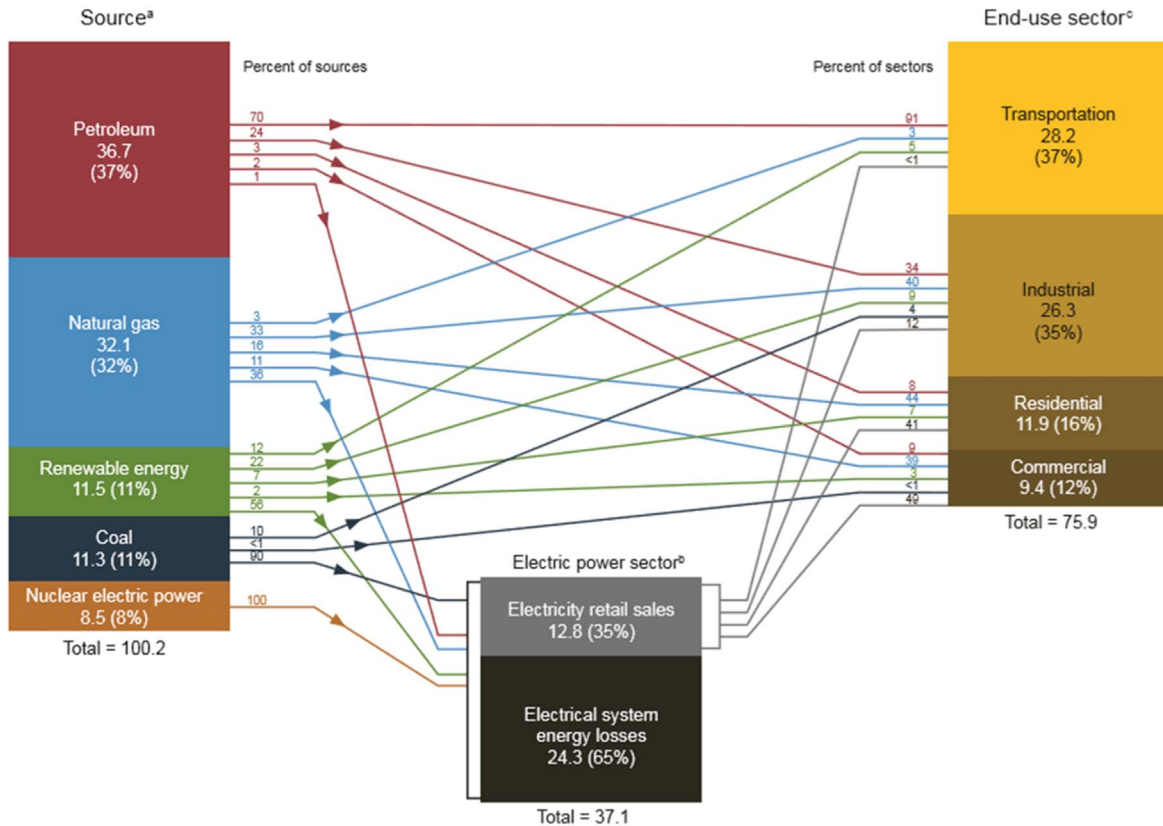 Sourceᵃ
End-use sectorᶜ
Percent of sources
Percent of sectors
Petroleum
36.7
(37%)
70
24
3
2
1
Natural gas
32.1
(32%)
3
33
16
11
36
Renewable energy
11.5 (11%)
12
22
7
2
56
Coal
11.3 (11%)
10
<1
90
Nuclear electric power
8.5 (8%)
100
Total = 100.2
91
3
5
<1
Transportation
28.2
(37%)
34
40
9
4
12
Industrial
26.3
(35%)
8
44
7
41
Residential
11.9 (16%)
9
39
3
<1
49
Commercial
9.4 (12%)
Total = 75.9
Electric power sectorᵇ
Electricity retail sales
12.8 (35%)
Electrical system
energy losses
24.3 (65%)
Total = 37.1